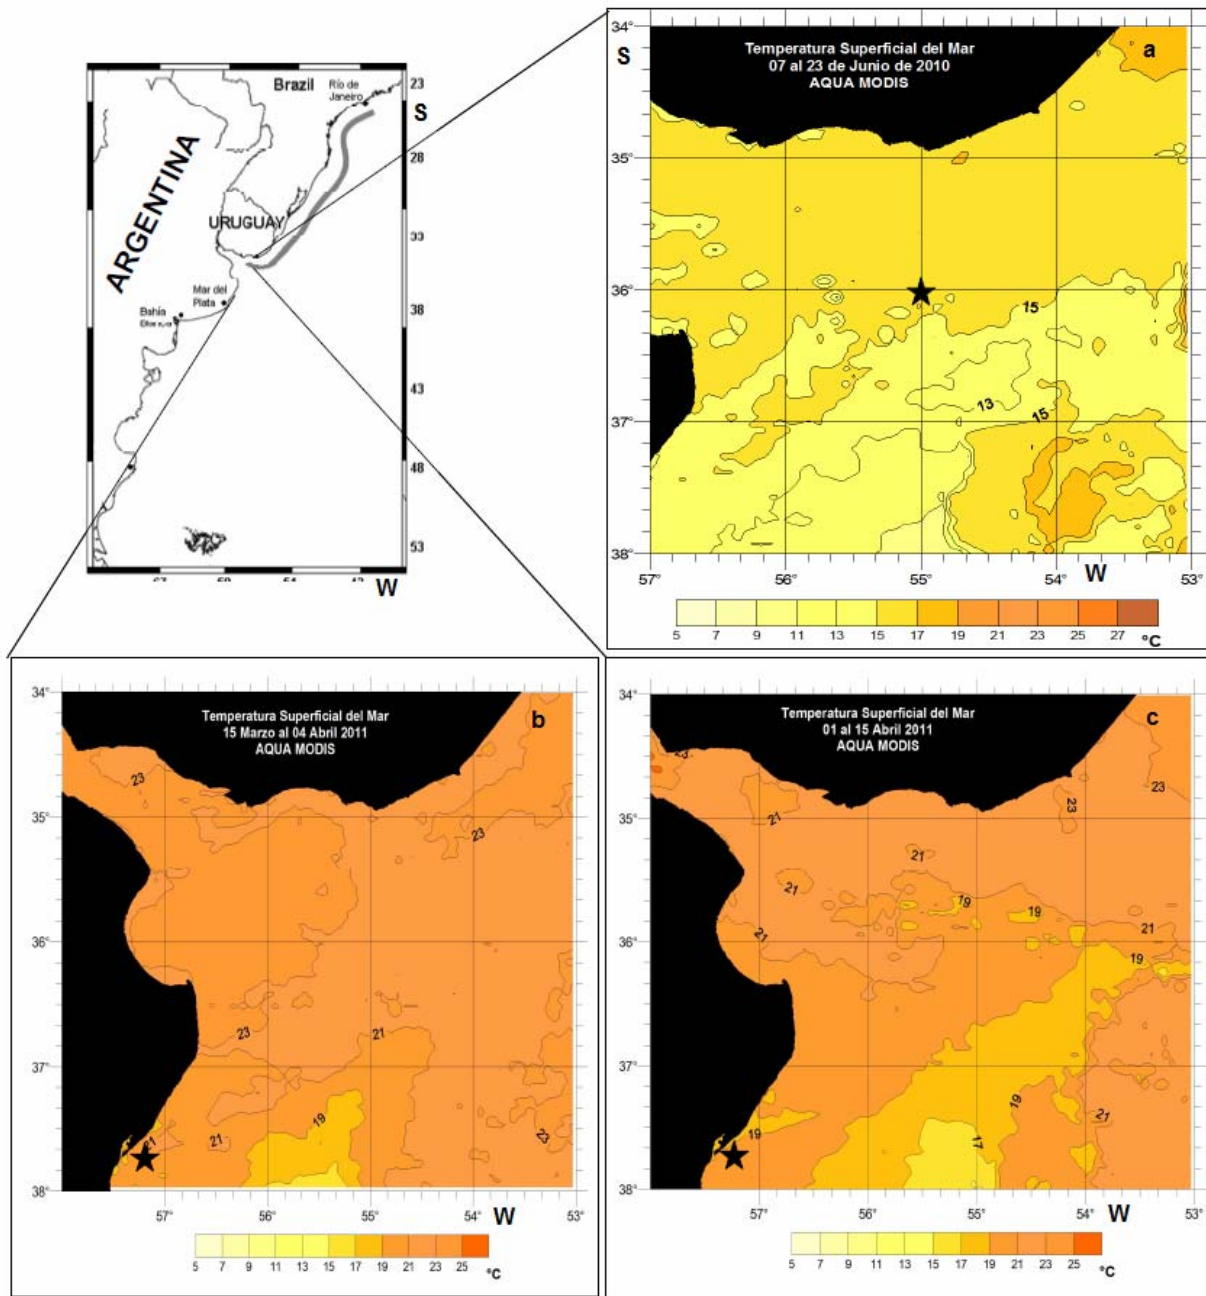 Brazil
Río de
Janeiro
23
S
28
ARGENTINA
URUGUAY
33
Mar del
Plata
38
Bahía
43
48
53
W
34°
S
Temperatura Superficial del Mar
07 al 23 de Junio de 2010
AQUA MODIS
a
35°
36°
15
13
15
37°
38°
57° 56° 55° 54° W 53°
5 7 9 11 13 15 17 19 21 23 25 27 °C
34°
Temperatura Superficial del Mar
15 Marzo al 04 Abril 2011
AQUA MODIS
b
23
35°
23
36°
23
21
37°
19
21
21
23
38°
57° 56° 55° 54° 53°
W
5 7 9 11 13 15 17 19 21 23 25 °C
34°
Temperatura Superficial del Mar
01 al 15 Abril 2011
AQUA MODIS
c
23
23
21
23
35°
21
21
19
19
21
21
36°
19
37°
19
21
19
17
38°
57° 56° 55° 54° 53°
W
5 7 9 11 13 15 17 19 21 23 25 °C